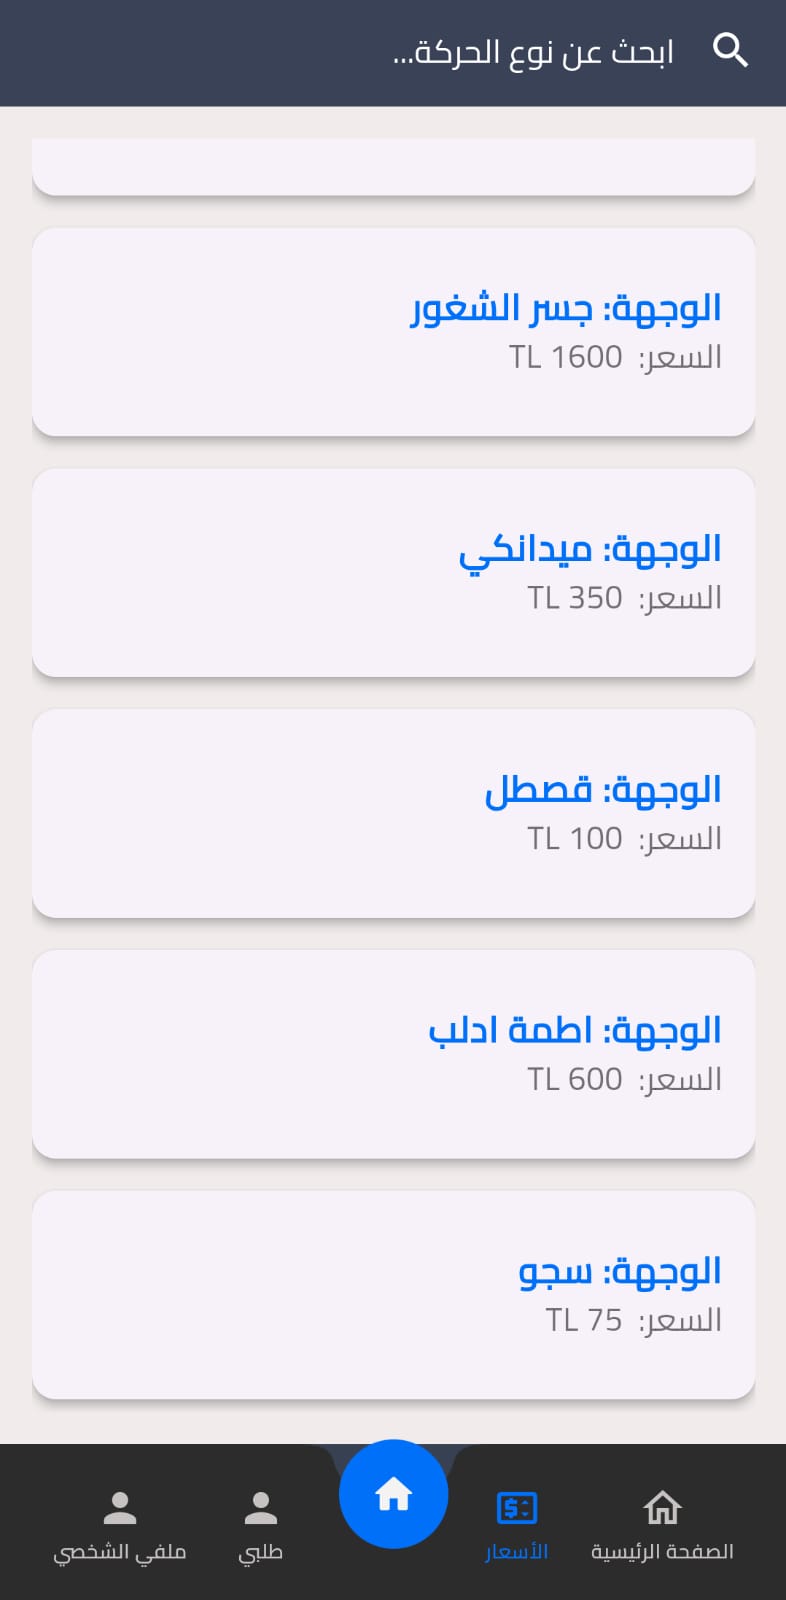 ابحث عن نوع الحركة...
الوجهة: جسر الشغور
السعر: 1600 TL
الوجهة: ميدانكي
السعر: 350 TL
الوجهة: قصطل
السعر: 100 TL
الوجهة: اطمة ادلب
السعر: 600 TL
الوجهة: سجو
السعر: 75 TL
الصفحة الرئيسية
الأسعار
طلبي
ملفي الشخصي